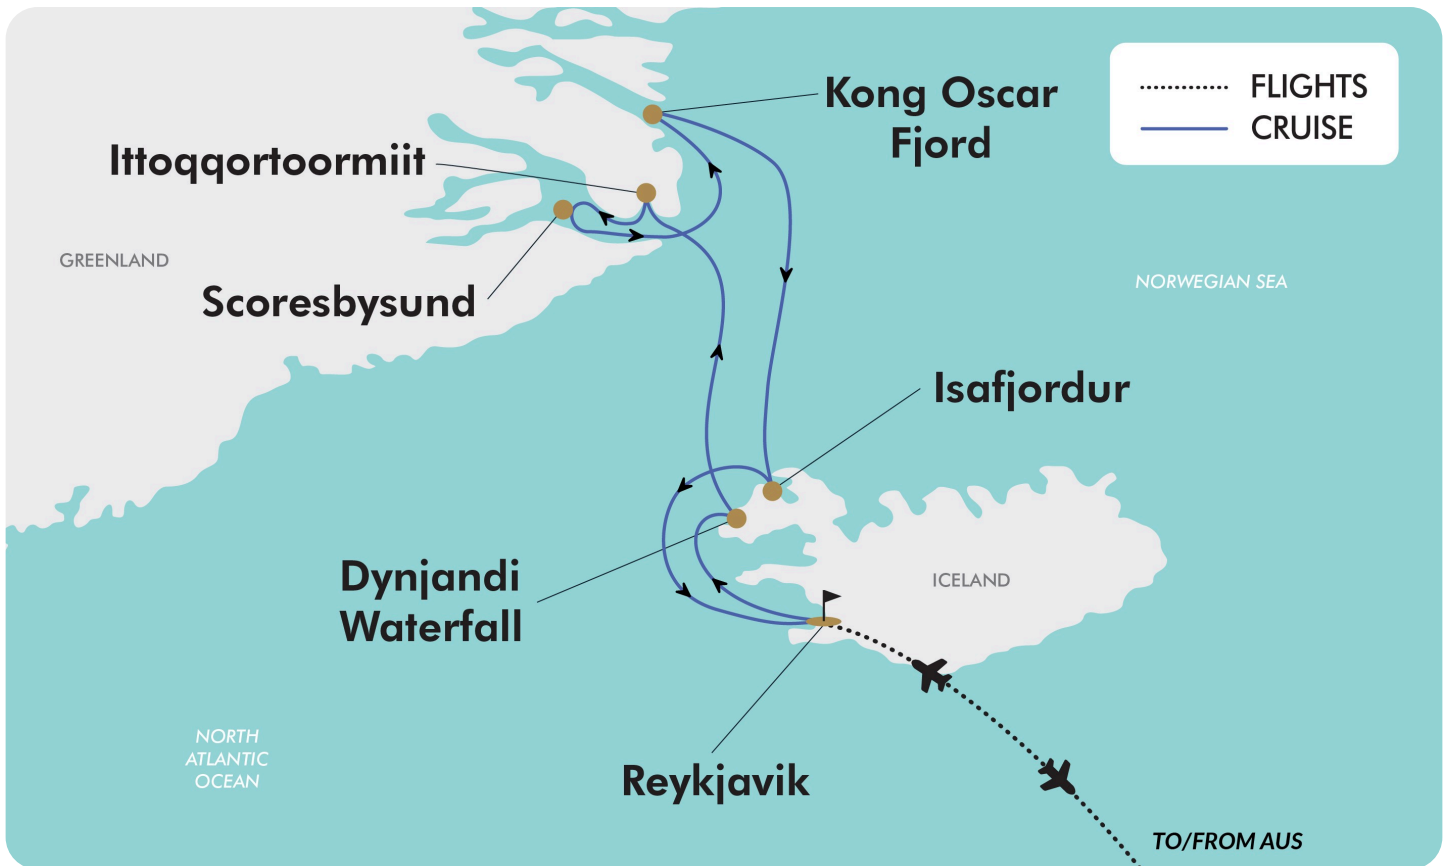 Kong Oscar
Fjord
FLIGHTS
CRUISE
Ittoqqortoormiit
GREENLAND
Scoresbysund
NORWEGIAN SEA
Isafjordur
Dynjandi
Waterfall
ICELAND
NORTH
ATLANTIC
OCEAN
Reykjavik
TO/FROM AUS